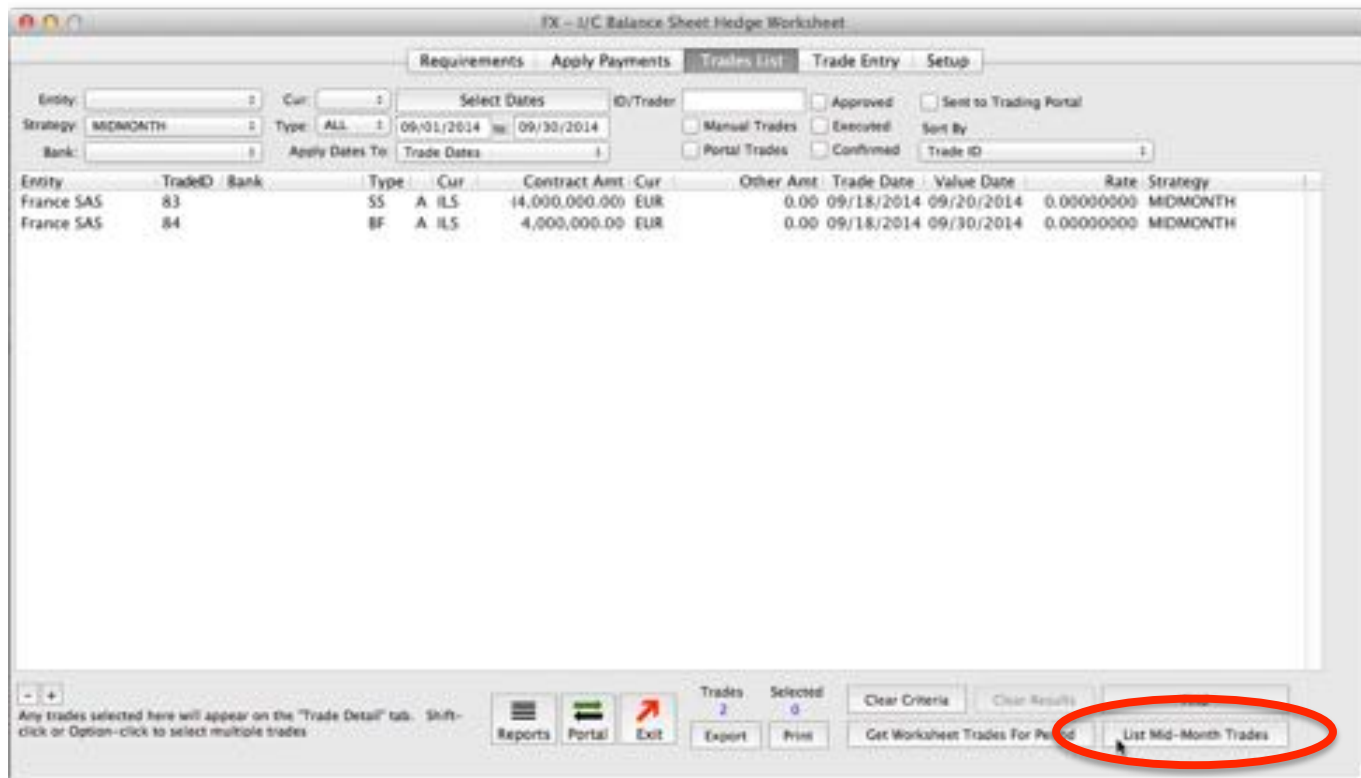 FX - I/C Balance Sheet Hedge Worksheet
Requirements Apply Payments Trades List Trade Entry Setup
Entity: Cur: Select Dates ID/Trader Approved Sent to Trading Portal
Strategy: MIDMONTH Type: ALL 09/01/2014 to 09/30/2014 Manual Trades Executed Sort By
Bank: Apply Dates To: Trade Dates Portal Trades Confirmed Trade ID
Entity TradeID Bank Type Cur Contract Amt Cur Other Amt Trade Date Value Date Rate Strategy
France SAS 83 SS A ILS (4,000,000.00) EUR 0.00 09/18/2014 09/20/2014 0.00000000 MIDMONTH
France SAS 84 BF A ILS 4,000,000.00 EUR 0.00 09/18/2014 09/30/2014 0.00000000 MIDMONTH
- +
Any trades selected here will appear on the "Trade Detail" tab. Shift-
click or Option-click to select multiple trades
Reports Portal Exit
Trades Selected
2 0
Export Print
Clear Criteria Clear Results
Get Worksheet Trades For Period List Mid-Month Trades